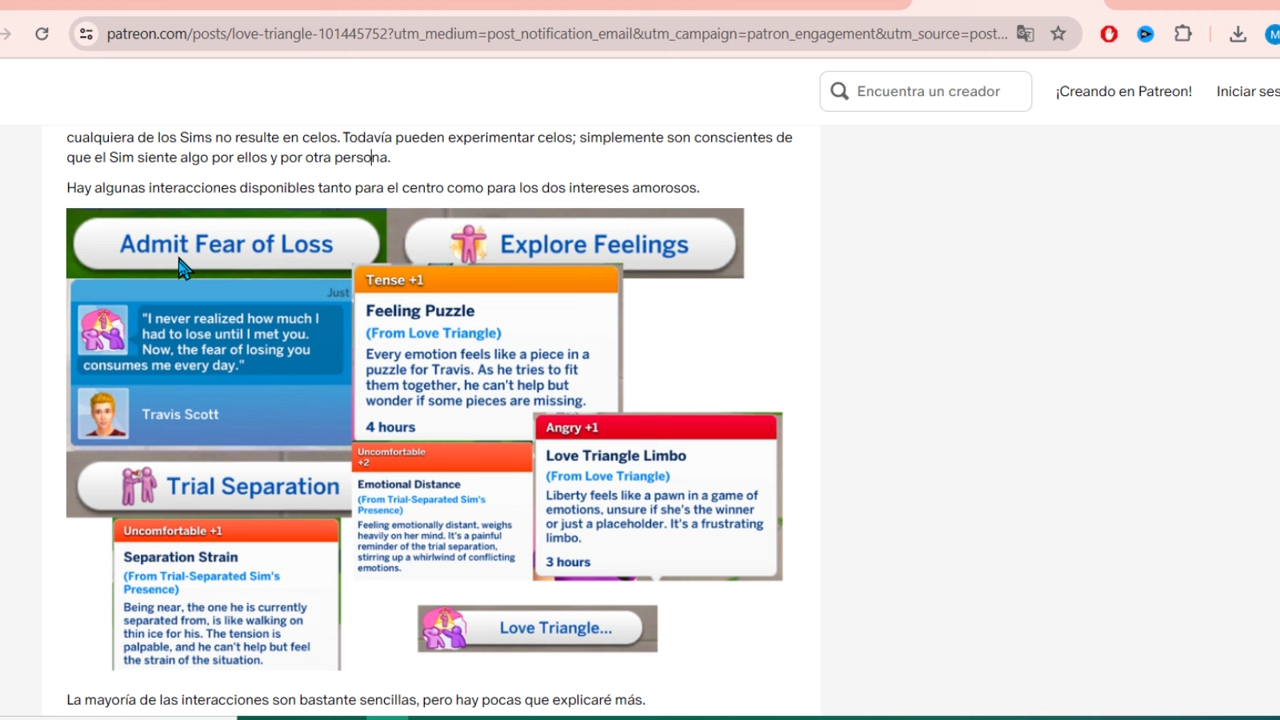 patreon.com/posts/love-triangle-101445752?utm_medium=post_notification_email&utm_campaign=patron_engagement&utm_source=post...
Encuentra un creador
¡Creando en Patreon!
Iniciar ses
cualquiera de los Sims no resulte en celos. Todavía pueden experimentar celos; simplemente son conscientes de
que el Sim siente algo por ellos y por otra persona.
Hay algunas interacciones disponibles tanto para el centro como para los dos intereses amorosos.
Admit Fear of Loss
Explore Feelings
Just
"I never realized how much I
had to lose until I met you.
Now, the fear of losing you
consumes me every day."
Travis Scott
Tense +1
Feeling Puzzle
(From Love Triangle)
Every emotion feels like a piece in a
puzzle for Travis. As he tries to fit
them together, he can't help but
wonder if some pieces are missing.
4 hours
Trial Separation
Uncomfortable
+2
Emotional Distance
(From Trial-Separated Sim's
Presence)
Feeling emotionally distant, weighs
heavily on her mind. It's a painful
reminder of the trial separation,
stirring up a whirlwind of conflicting
emotions.
Angry +1
Love Triangle Limbo
(From Love Triangle)
Liberty feels like a pawn in a game of
emotions, unsure if she's the winner
or just a placeholder. It's a frustrating
limbo.
3 hours
Uncomfortable +1
Separation Strain
(From Trial-Separated Sim's
Presence)
Being near, the one he is currently
separated from, is like walking on
thin ice for his. The tension is
palpable, and he can't help but feel
the strain of the situation.
Love Triangle...
La mayoría de las interacciones son bastante sencillas, pero hay pocas que explicaré más.